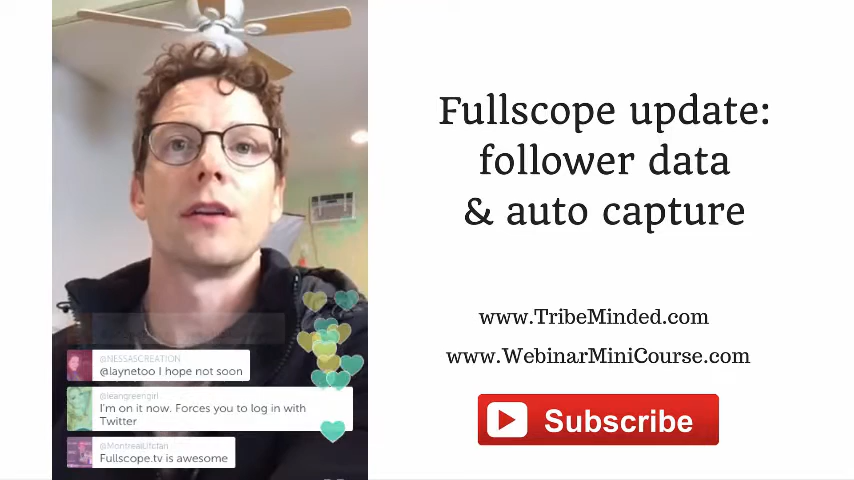 Fullscope update:
follower data
& auto capture
www.TribeMinded.com
www.WebinarMiniCourse.com
Subscribe
@NESSASCREATION
@laynetoo I hope not soon
@leangreengirl
I'm on it now. Forces you to log in with
Twitter
@MontrealLifcfan
Fullscope.tv is awesome